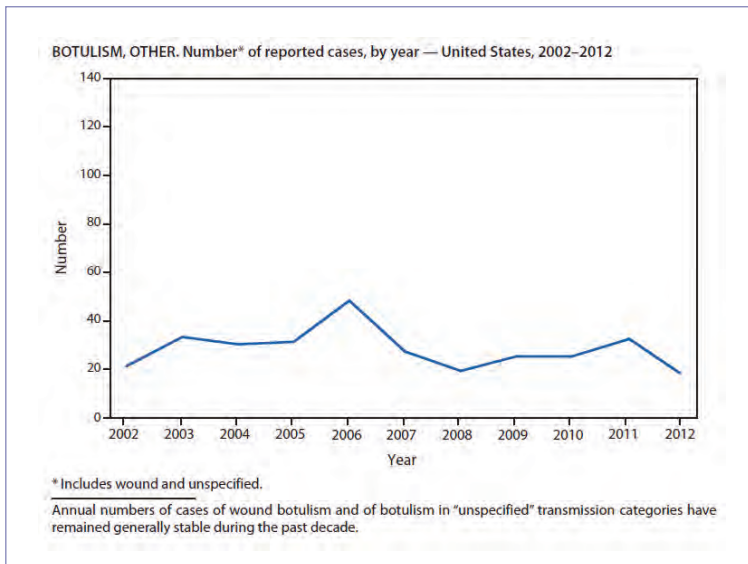 BOTULISM, OTHER. Number* of reported cases, by year — United States, 2002–2012
140
120
100
80
60
40
20
0
Number
2002 2003 2004 2005 2006 2007 2008 2009 2010 2011 2012
Year
* Includes wound and unspecified.
Annual numbers of cases of wound botulism and of botulism in “unspecified” transmission categories have
remained generally stable during the past decade.